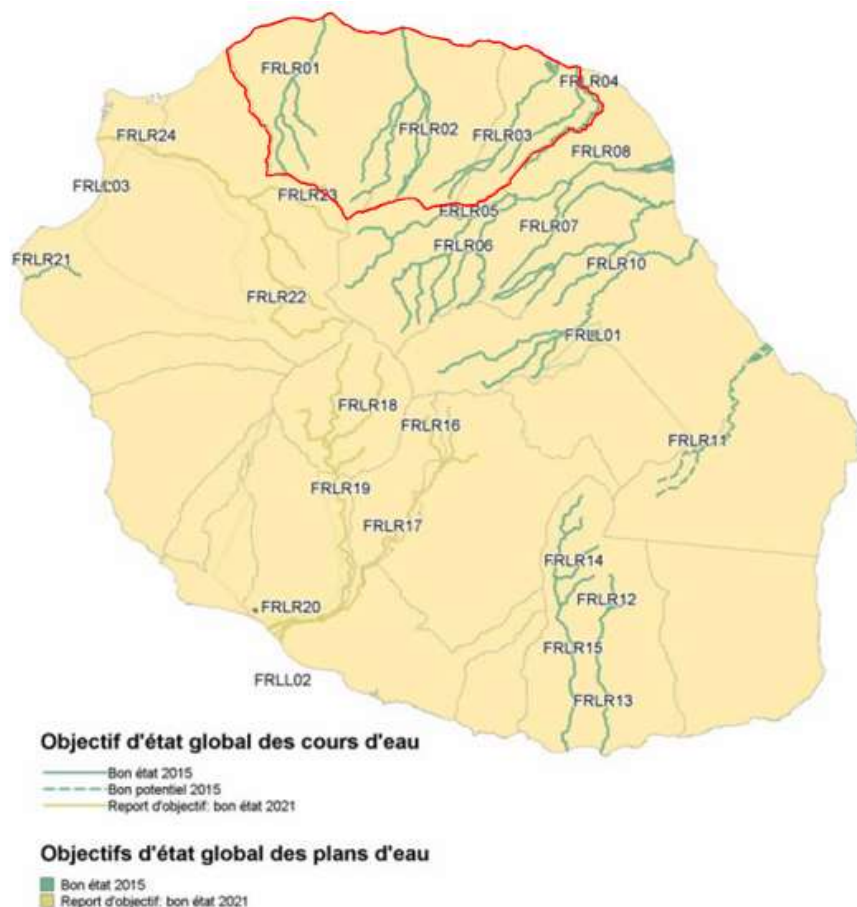 FRLR01
FRLR04
FRLR24
FRLR02
FRLR03
FRLR08
FRLL03
FRLR23
FRLR05
FRLR07
FRLR06
FRLR21
FRLR10
FRLR22
FRLL01
FRLR18
FRLR16
FRLR11
FRLR19
FRLR17
FRLR14
FRLR12
FRLR20
FRLR15
FRLL02
FRLR13
Objectif d'état global des cours d'eau
Bon état 2015
Bon potentiel 2015
Report d'objectif: bon état 2021
Objectifs d'état global des plans d'eau
Bon état 2015
Report d'objectif: bon état 2021